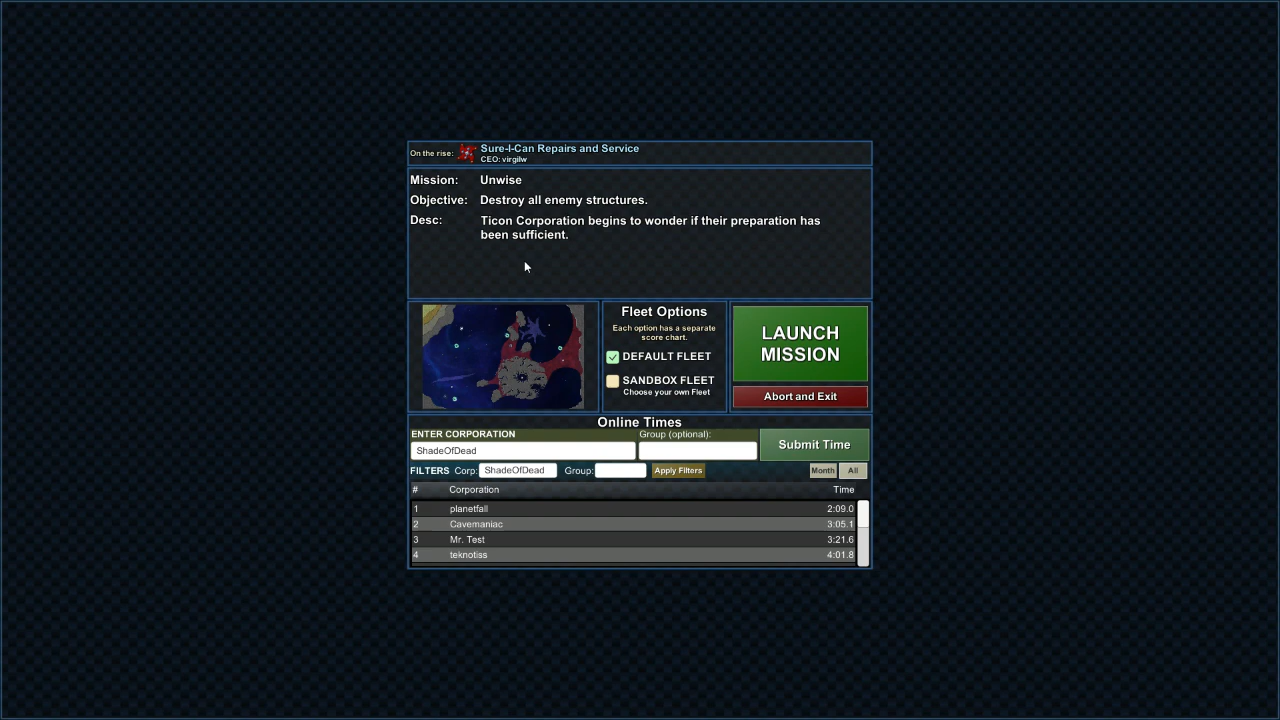 On the rise: Sure-I-Can Repairs and Service
CEO: virgilw
Mission: Unwise
Objective: Destroy all enemy structures.
Desc: Ticon Corporation begins to wonder if their preparation has
been sufficient.
Fleet Options
Each option has a separate
score chart.
DEFAULT FLEET
SANDBOX FLEET
Choose your own Fleet
LAUNCH
MISSION
Abort and Exit
Online Times
ENTER CORPORATION Group (optional):
ShadeOfDead
Submit Time
FILTERS Corp: ShadeOfDead Group: Apply Filters Month All
# Corporation Time
1 planetfall 2:09.0
2 Cavemaniac 3:05.1
3 Mr. Test 3:21.6
4 teknotiss 4:01.8